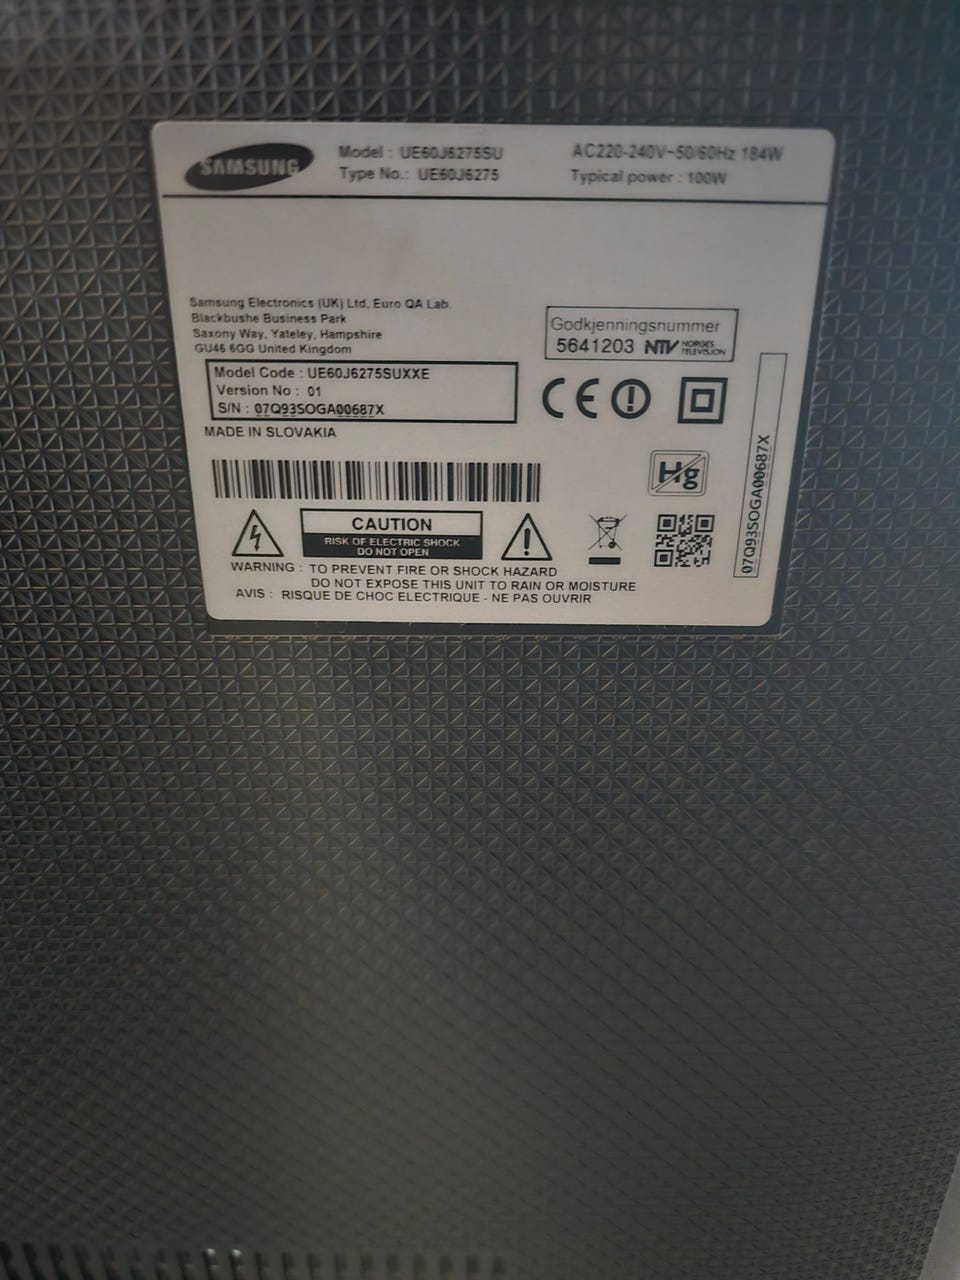 SAMSUNG
Model : UE60J6275SU
Type No.: UE60J6275
AC220-240V~50/60Hz 184W
Typical power : 100W
Samsung Electronics (UK) Ltd, Euro QA Lab.
Blackbushe Business Park
Saxony Way, Yateley, Hampshire
GU46 6GG United Kingdom
Godkjenningsnummer
5641203 NTV NORGES TELEVISJON
Model Code : UE60J6275SUXXE
Version No : 01
S/N : 07Q93SOGA00687X
MADE IN SLOVAKIA
CE
Hg
07Q93SOGA00687X
CAUTION
RISK OF ELECTRIC SHOCK
DO NOT OPEN
WARNING : TO PREVENT FIRE OR SHOCK HAZARD
DO NOT EXPOSE THIS UNIT TO RAIN OR MOISTURE
AVIS : RISQUE DE CHOC ELECTRIQUE - NE PAS OUVRIR